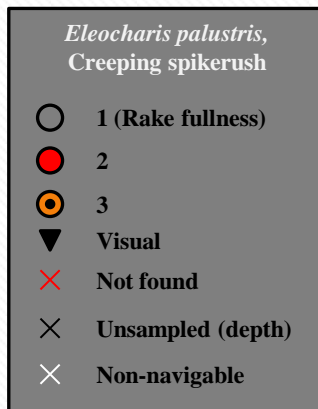 Eleocharis palustris,
Creeping spikerush
1 (Rake fullness)
2
3
Visual
Not found
Unsampled (depth)
Non-navigable